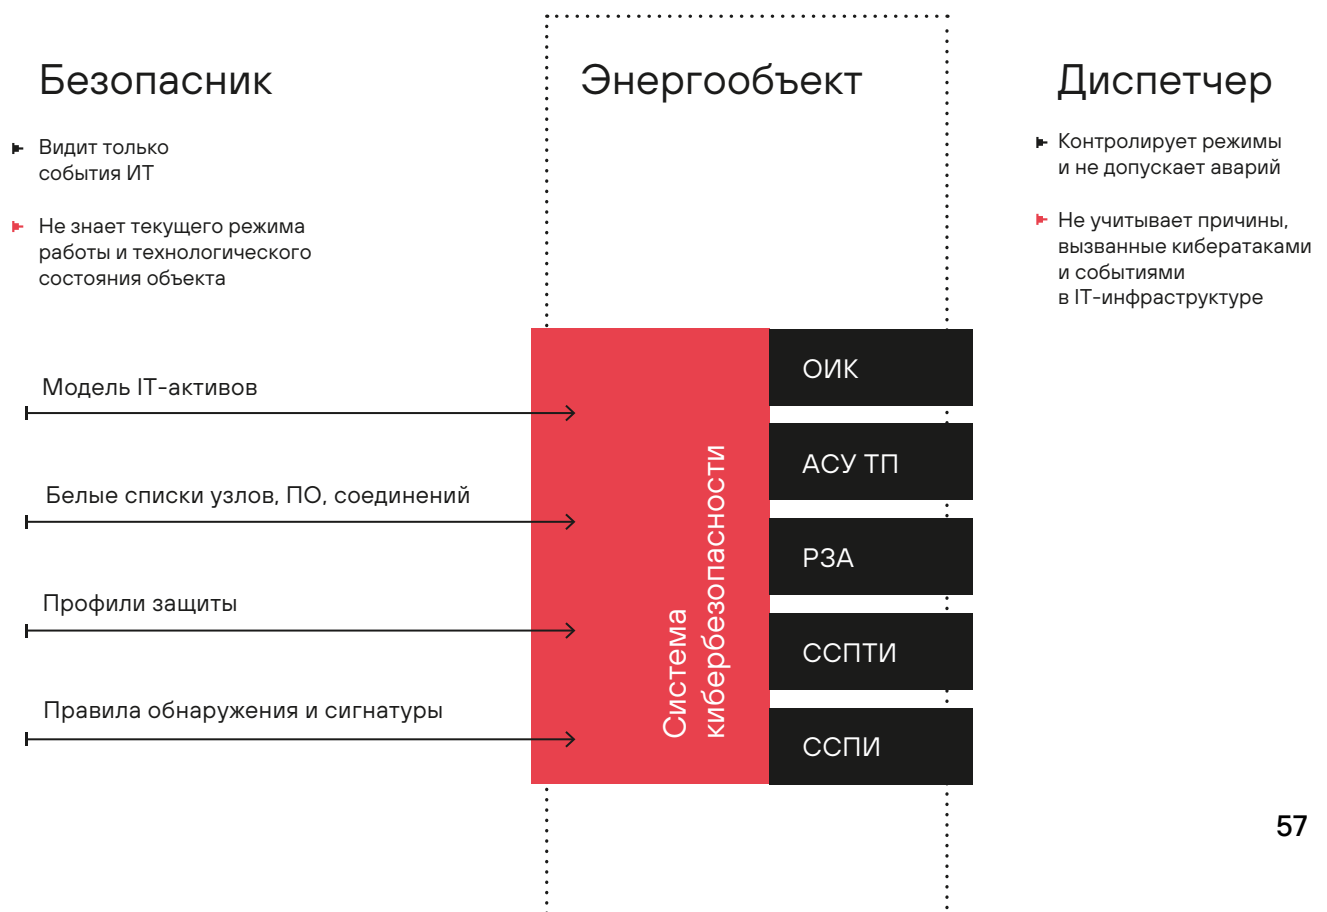 Безопасник
Видит только
события ИТ
Не знает текущего режима
работы и технологического
состояния объекта
Энергообъект
Диспетчер
Контролирует режимы
и не допускает аварий
Не учитывает причины,
вызванные кибератаками
и событиями
в IT-инфраструктуре
Модель IT-активов
Белые списки узлов, ПО, соединений
Профили защиты
Правила обнаружения и сигнатуры
Система
кибербезопасности
ОИК
АСУ ТП
РЗА
ССПТИ
ССПИ
57